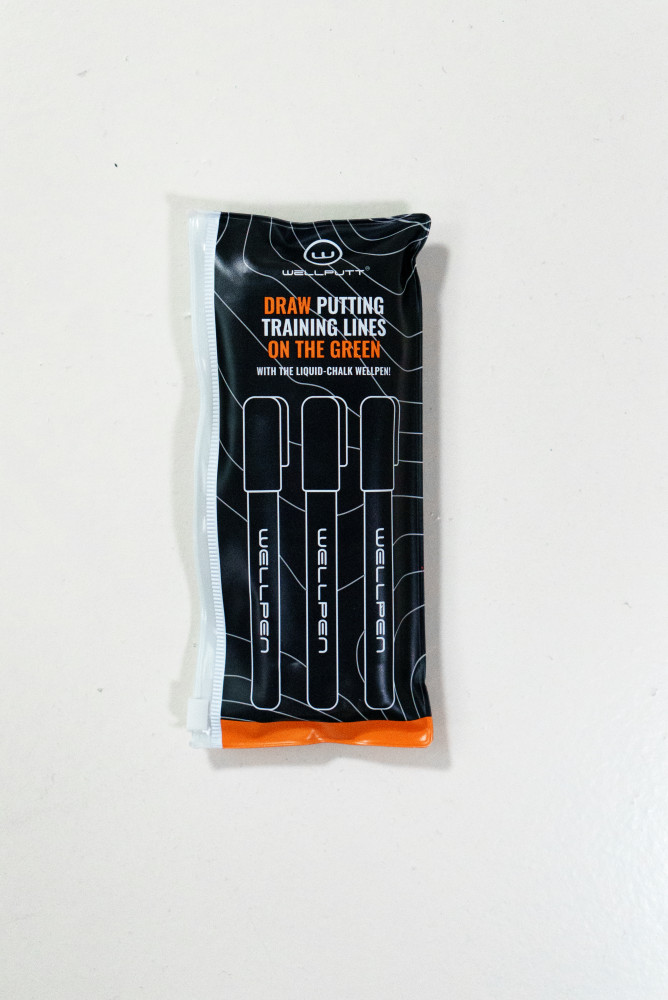 WELLPUTT®
DRAW PUTTING
TRAINING LINES
ON THE GREEN
WITH THE LIQUID-CHALK WELLPEN!
WELLPEN
WELLPEN
WELLPEN